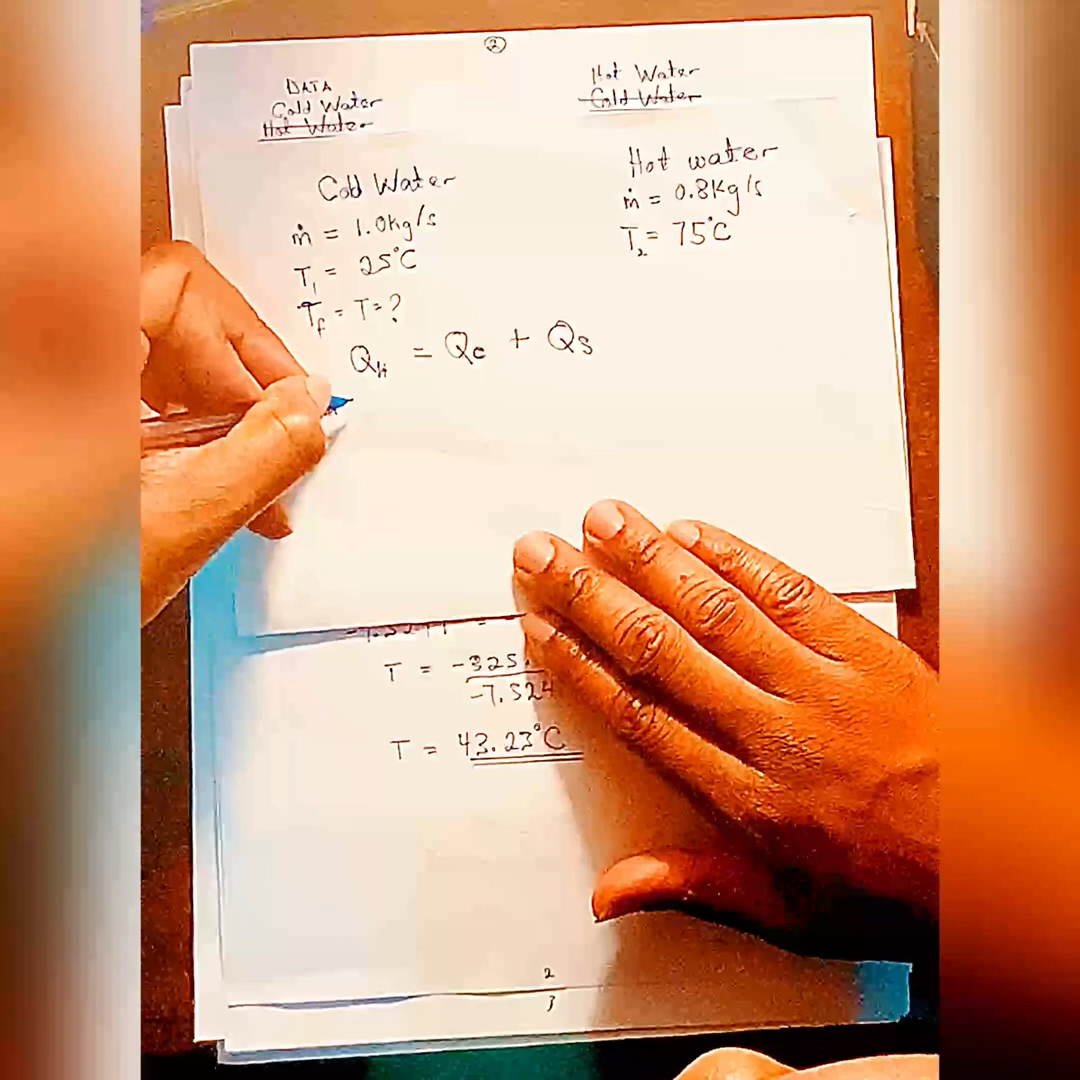 ②
DATA
Cold Water
Hot Water
Hot Water
Cold Water
Cold Water
ṁ = 1.0kg/s
T₁ = 25°C
T_f = T = ?
Hot water
ṁ = 0.8kg/s
T₂ = 75°C
Q_H = Q_C + Q_S
T = -325.
-7.524
T = 43.23°C
2
3